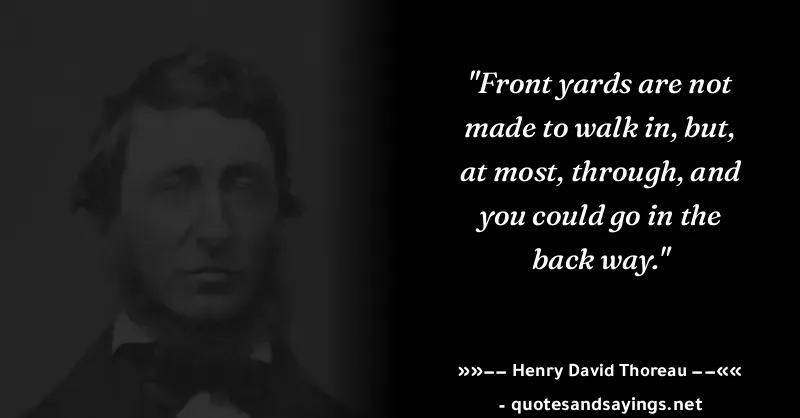 "Front yards are not
made to walk in, but,
at most, through, and
you could go in the
back way."
»»-- Henry David Thoreau --««
- quotesandsayings.net